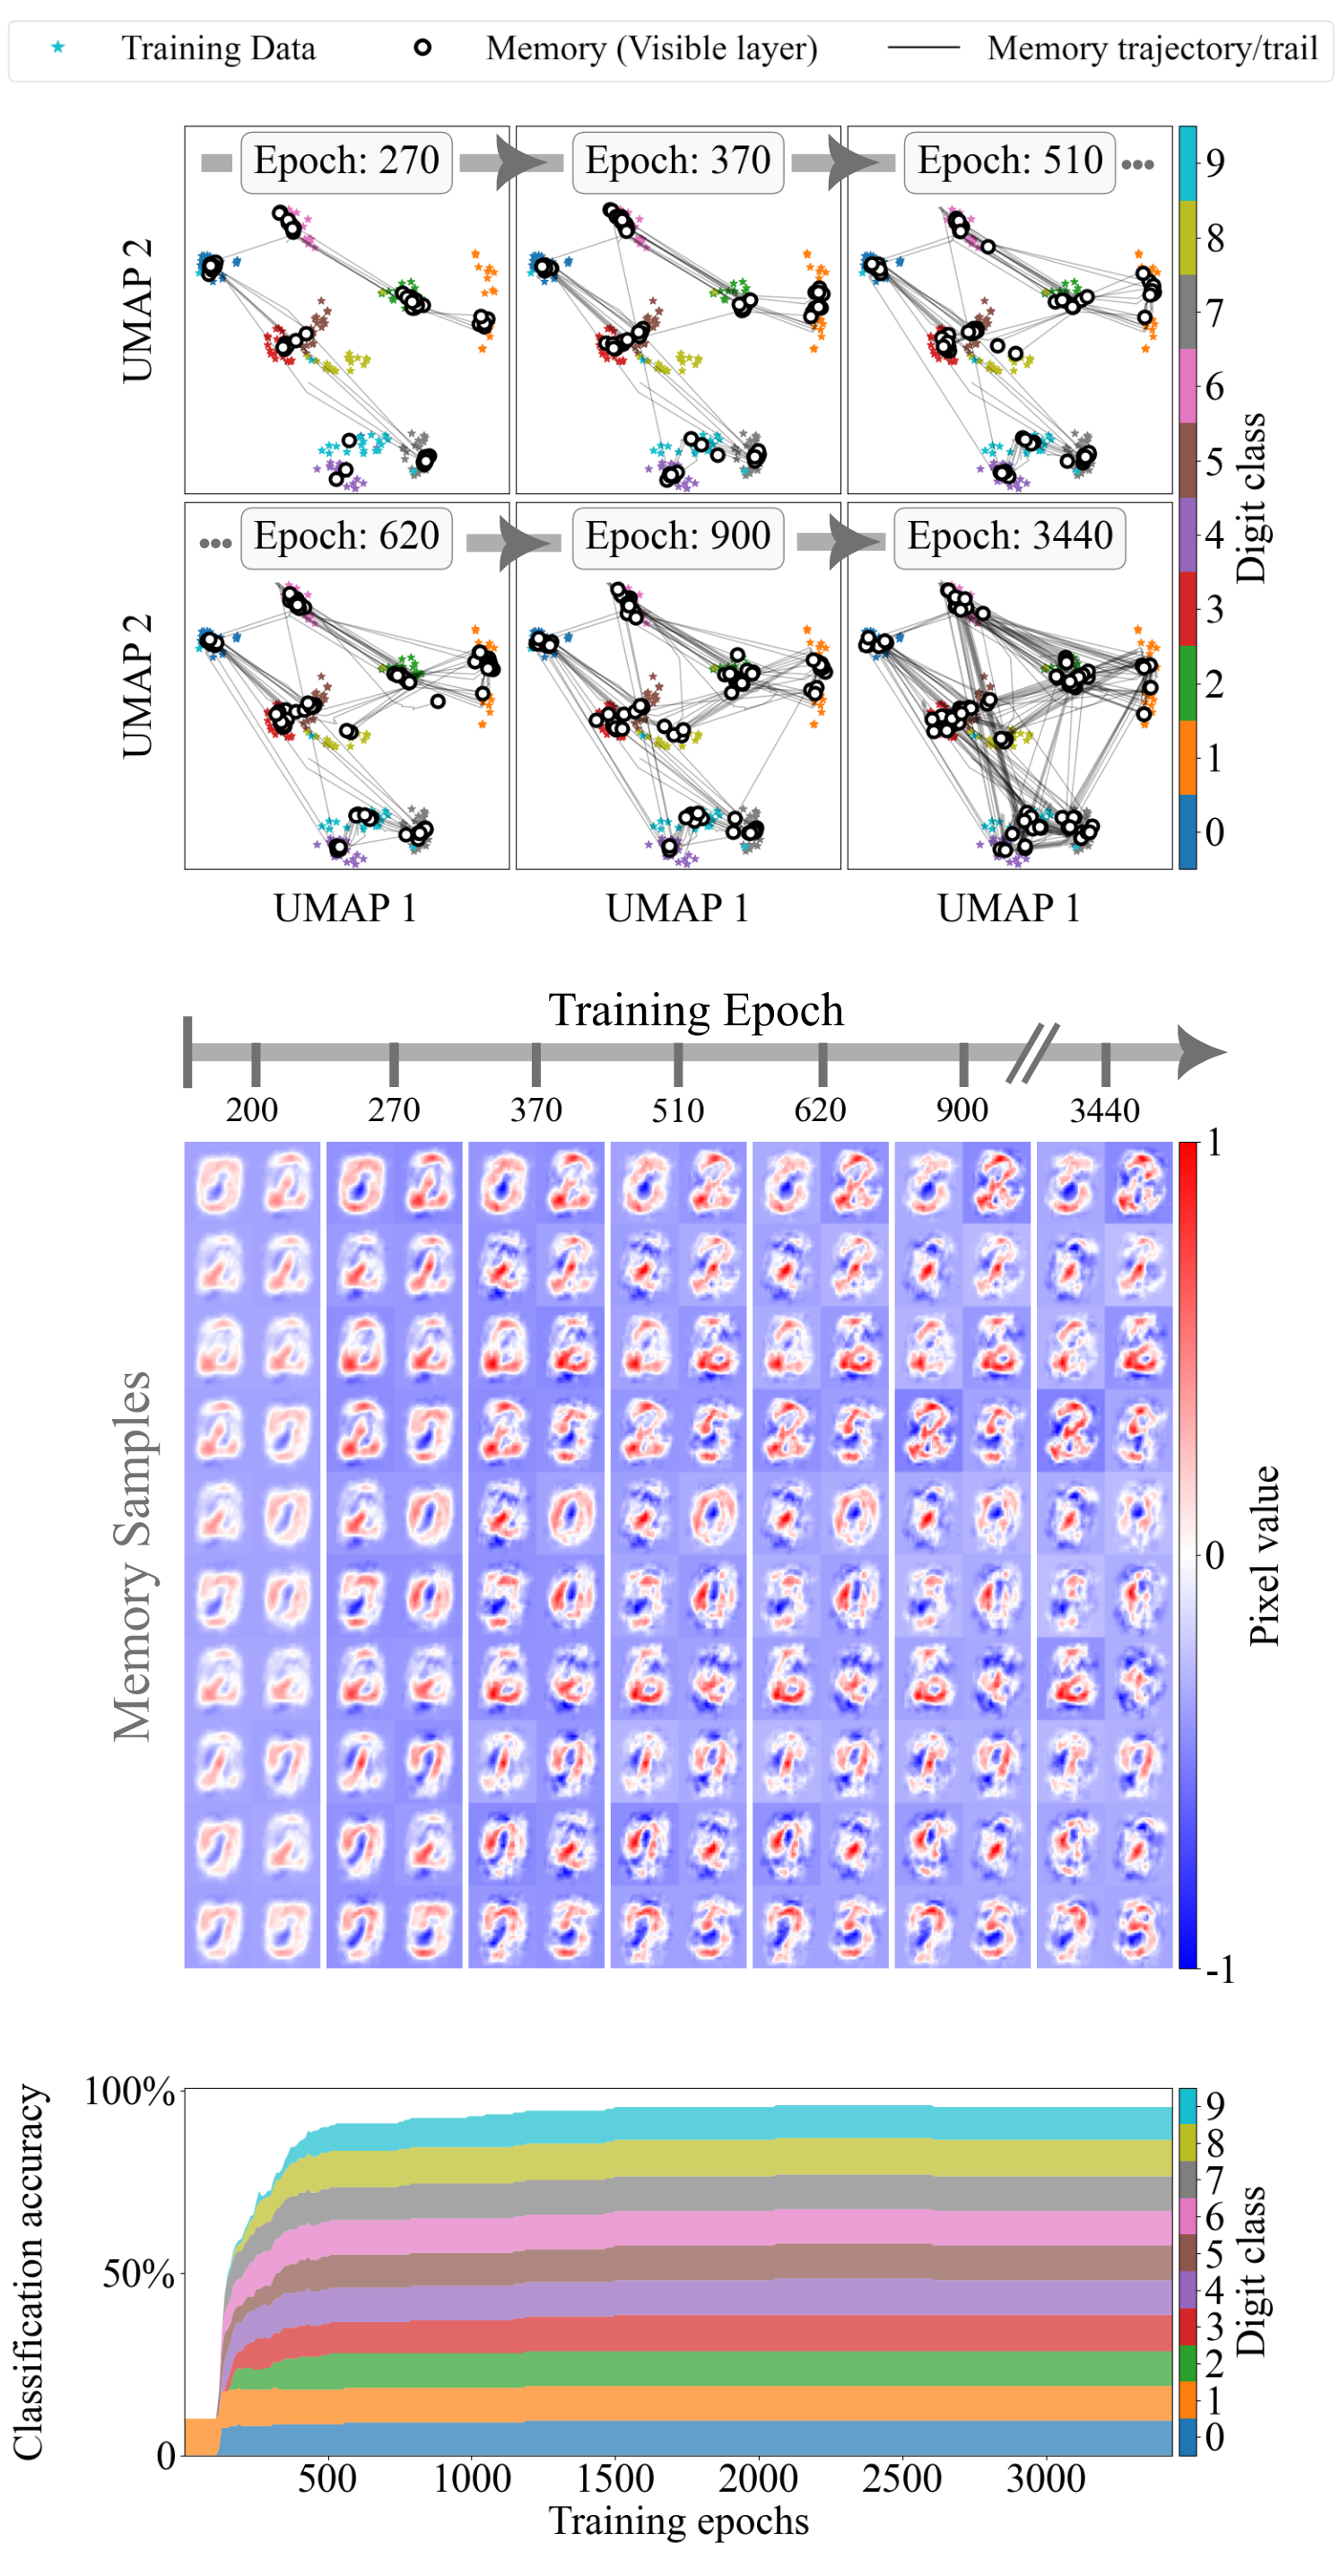 Training Data Memory (Visible layer) Memory trajectory/trail
Epoch: 270 Epoch: 370 Epoch: 510
UMAP 2
Epoch: 620 Epoch: 900 Epoch: 3440
UMAP 2
UMAP 1 UMAP 1 UMAP 1
9
8
7
6
5
4
3
2
1
0
Digit class
Training Epoch
200 270 370 510 620 900 3440
Memory Samples
1
0
-1
Pixel value
Classification accuracy
100%
50%
0
500 1000 1500 2000 2500 3000
Training epochs
9
8
7
6
5
4
3
2
1
0
Digit class